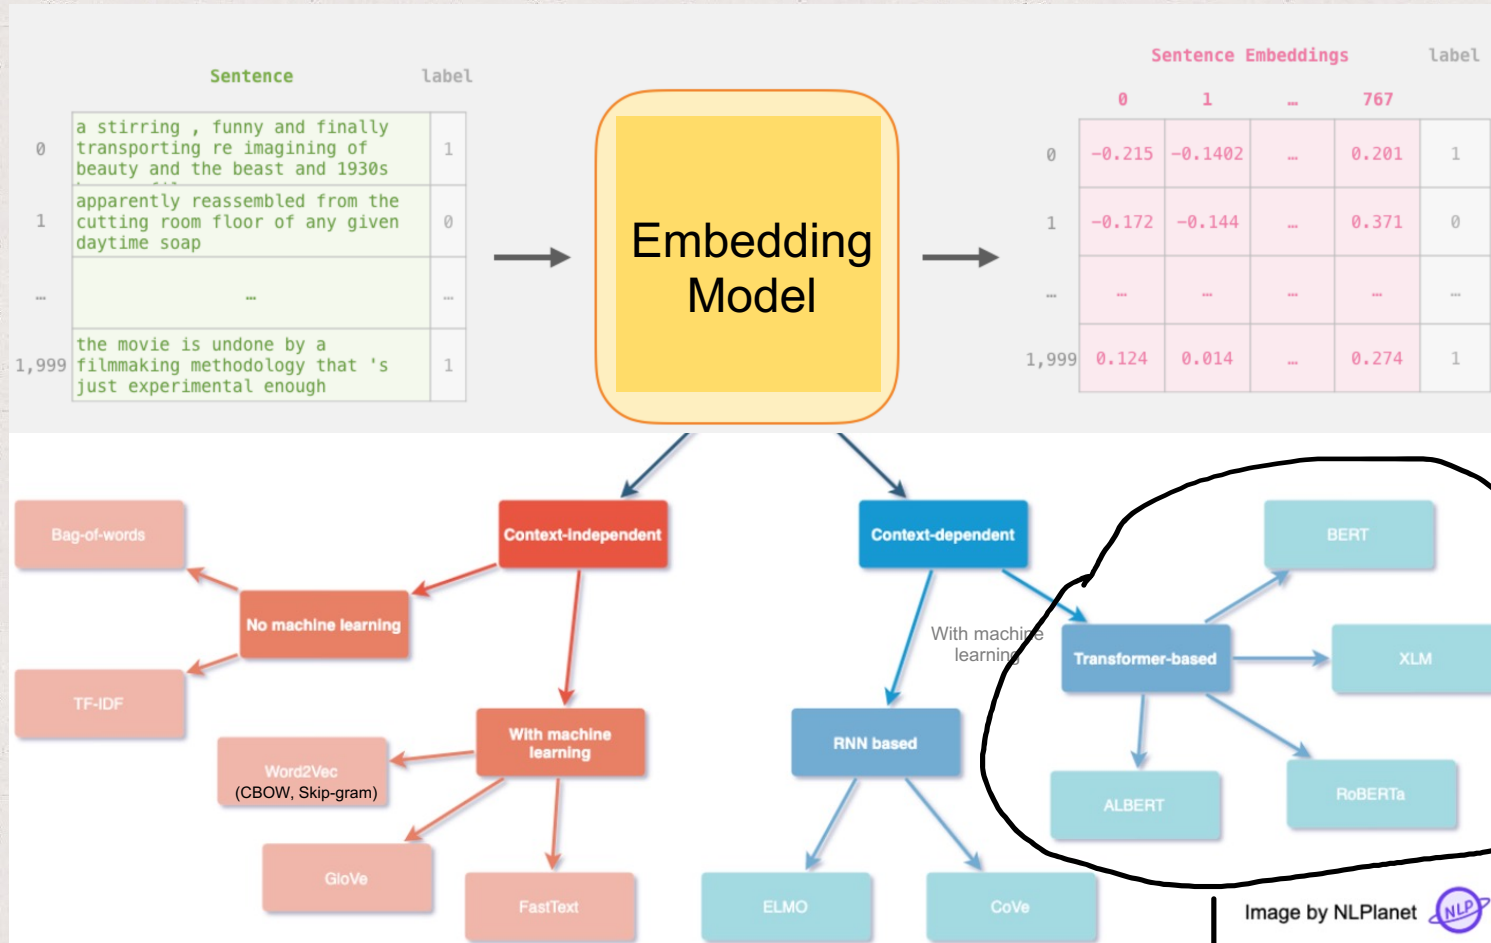 Sentence
label
0
a stirring , funny and finally
transporting re imagining of
beauty and the beast and 1930s
1
1
apparently reassembled from the
cutting room floor of any given
daytime soap
0
…
…
…
1,999
the movie is undone by a
filmmaking methodology that 's
just experimental enough
1
Embedding
Model
Sentence Embeddings
label
0 1 … 767
0 -0.215 -0.1402 … 0.201 1
1 -0.172 -0.144 … 0.371 0
… … … … … …
1,999 0.124 0.014 … 0.274 1
Context-independent
Context-dependent
Bag-of-words
No machine learning
TF-IDF
With machine
learning
Word2Vec
(CBOW, Skip-gram)
GloVe
FastText
With machine
learning
RNN based
ELMO
CoVe
Transformer-based
BERT
XLM
RoBERTa
ALBERT
Image by NLPlanet
NLP